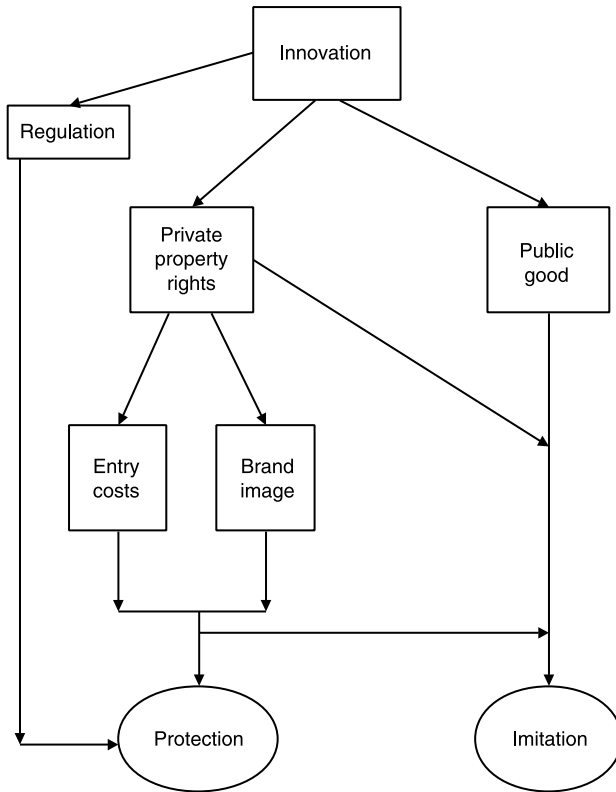 Innovation
Regulation
Private
property
rights
Public
good
Entry
costs
Brand
image
Protection
Imitation